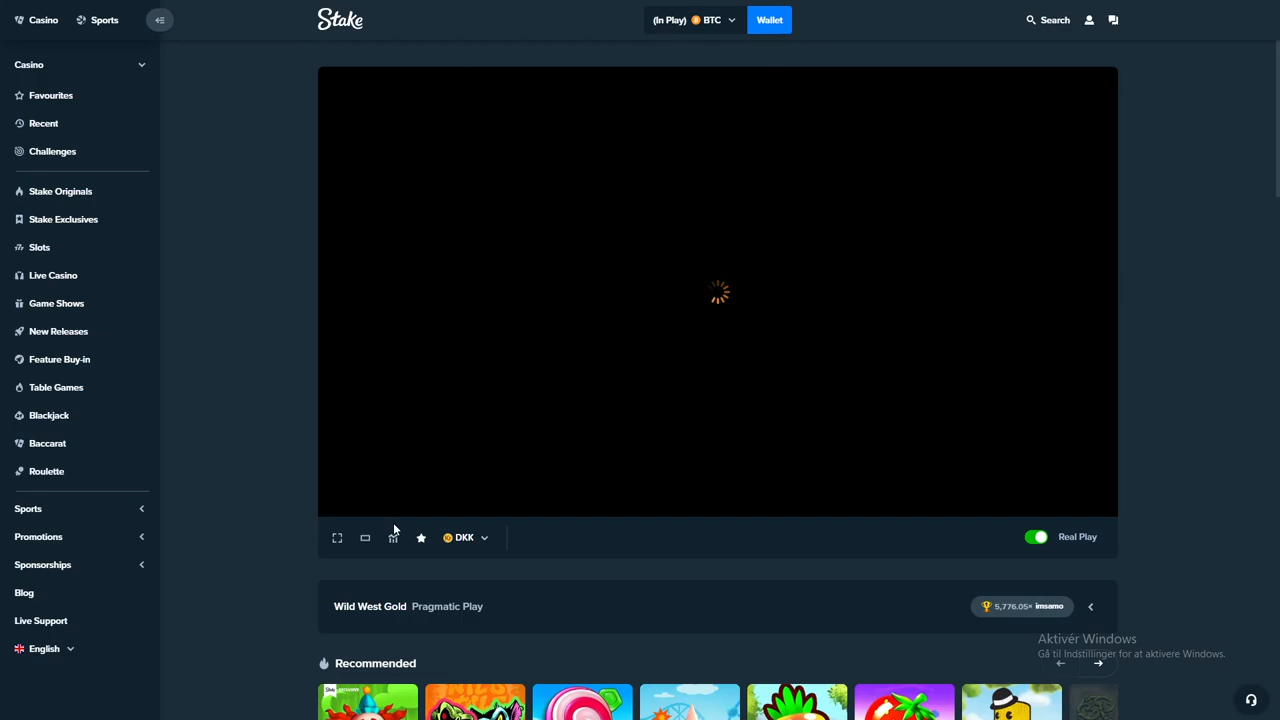 Casino
Sports
Stake
(In Play) BTC
Wallet
Search
Casino
Favourites
Recent
Challenges
Stake Originals
Stake Exclusives
Slots
Live Casino
Game Shows
New Releases
Feature Buy-in
Table Games
Blackjack
Baccarat
Roulette
Sports
Promotions
Sponsorships
Blog
Live Support
English
DKK
Real Play
Wild West Gold Pragmatic Play
5,776.05× imsamo
Recommended
Aktivér Windows
Gå til Indstillinger for at aktivere Windows.